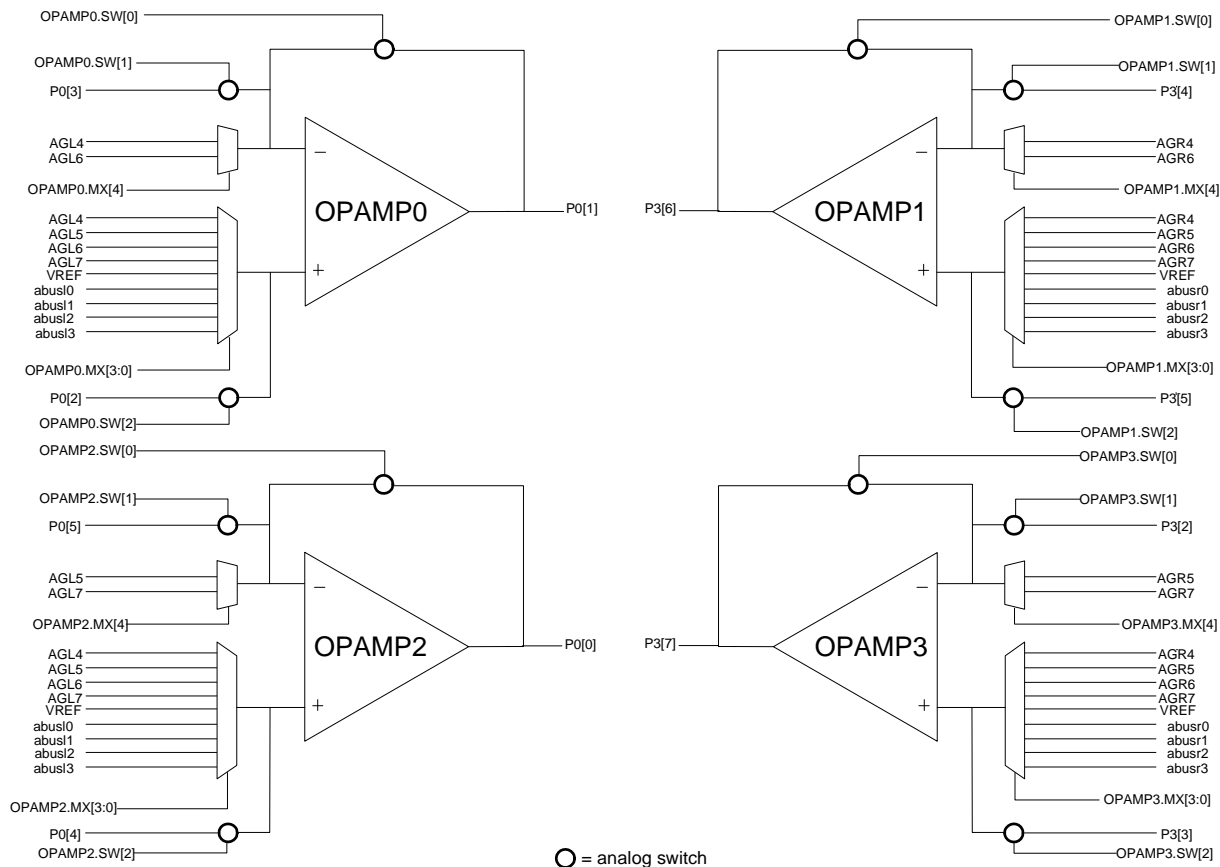 OPAMP0.SW[0]
OPAMP0.SW[1]
P0[3]
AGL4
AGL6
OPAMP0.MX[4]
AGL4
AGL5
AGL6
AGL7
VREF
abusl0
abusl1
abusl2
abusl3
OPAMP0.MX[3:0]
P0[2]
OPAMP0.SW[2]
−
OPAMP0
+
P0[1]
OPAMP1.SW[0]
OPAMP1.SW[1]
P3[4]
AGR4
AGR6
OPAMP1.MX[4]
AGR4
AGR5
AGR6
AGR7
VREF
abusr0
abusr1
abusr2
abusr3
OPAMP1.MX[3:0]
P3[5]
OPAMP1.SW[2]
−
OPAMP1
+
P3[6]
OPAMP2.SW[0]
OPAMP2.SW[1]
P0[5]
AGL5
AGL7
OPAMP2.MX[4]
AGL4
AGL5
AGL6
AGL7
VREF
abusl0
abusl1
abusl2
abusl3
OPAMP2.MX[3:0]
P0[4]
OPAMP2.SW[2]
−
OPAMP2
+
P0[0]
OPAMP3.SW[0]
OPAMP3.SW[1]
P3[2]
AGR5
AGR7
OPAMP3.MX[4]
AGR4
AGR5
AGR6
AGR7
VREF
abusr0
abusr1
abusr2
abusr3
OPAMP3.MX[3:0]
P3[3]
OPAMP3.SW[2]
−
OPAMP3
+
P3[7]
= analog switch